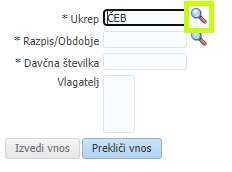 * Ukrep ČEB
* Razpis/Obdobje
* Davčna številka
Vlagatelj
Izvedi vnos Prekliči vnos